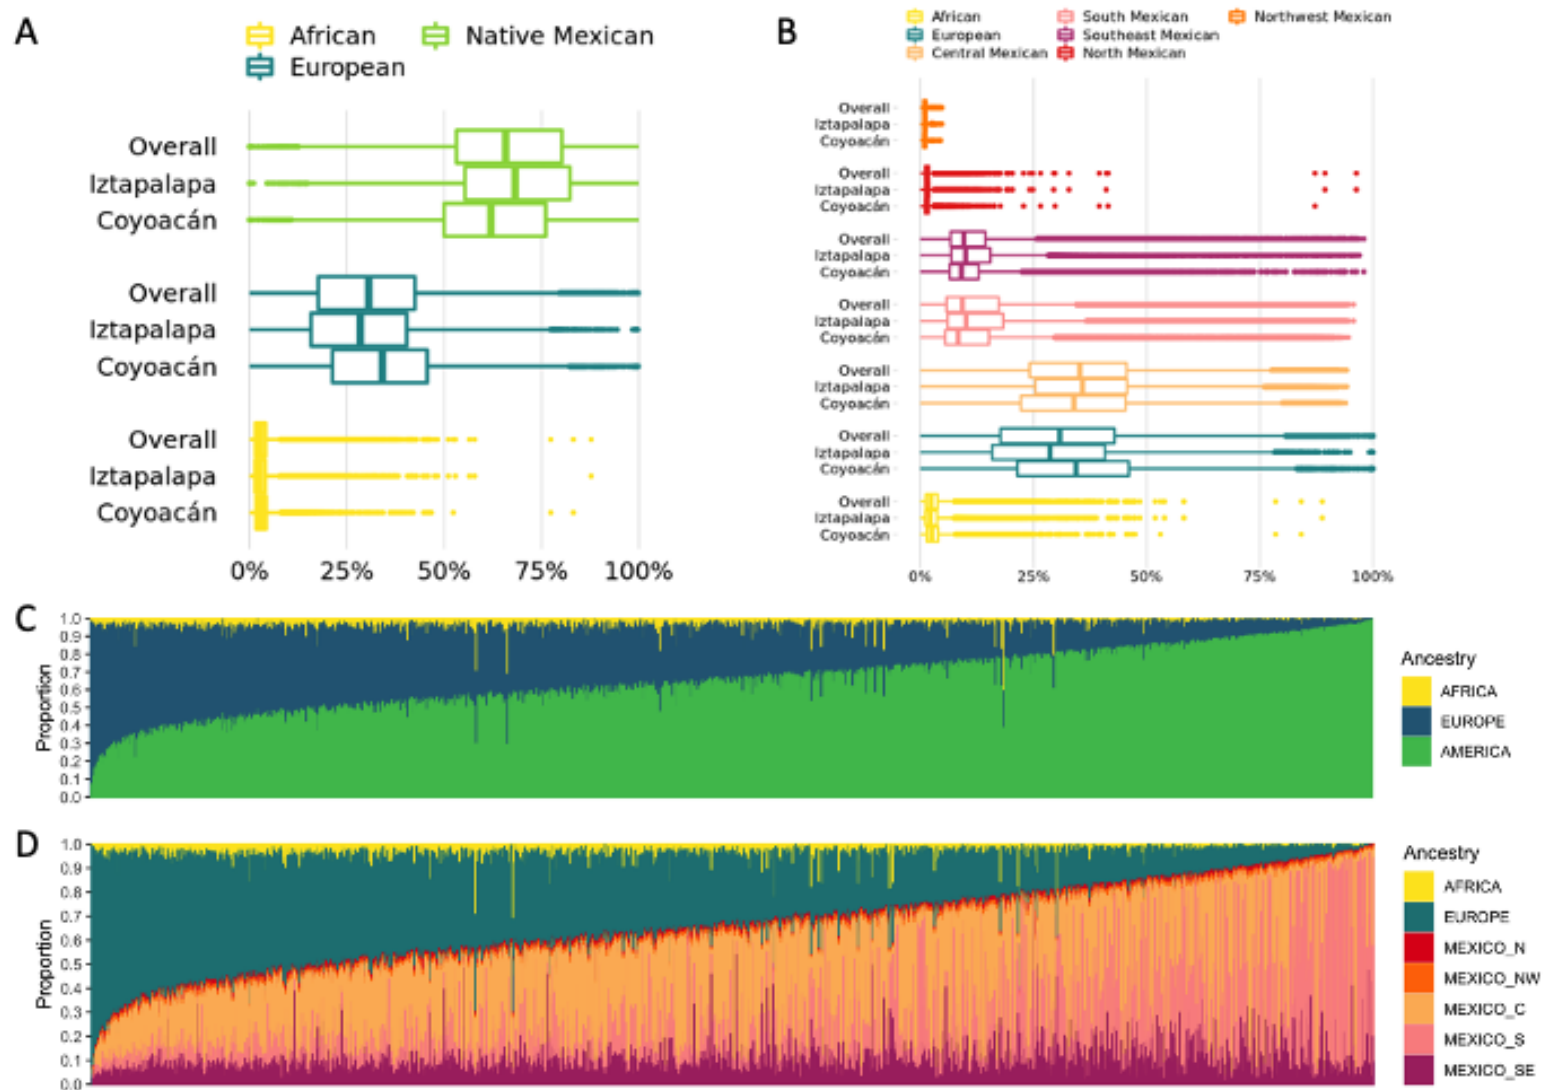 A
African
Native Mexican
European
Overall
Iztapalapa
Coyoacán
Overall
Iztapalapa
Coyoacán
Overall
Iztapalapa
Coyoacán
0% 25% 50% 75% 100%
B
African
South Mexican
Northwest Mexican
European
Southeast Mexican
Central Mexican
North Mexican
Overall
Iztapalapa
Coyoacán
Overall
Iztapalapa
Coyoacán
Overall
Iztapalapa
Coyoacán
Overall
Iztapalapa
Coyoacán
Overall
Iztapalapa
Coyoacán
Overall
Iztapalapa
Coyoacán
Overall
Iztapalapa
Coyoacán
0% 25% 50% 75% 100%
C
Proportion
1.0
0.9
0.8
0.7
0.6
0.5
0.4
0.3
0.2
0.1
0.0
Ancestry
AFRICA
EUROPE
AMERICA
D
Proportion
1.0
0.9
0.8
0.7
0.6
0.5
0.4
0.3
0.2
0.1
0.0
Ancestry
AFRICA
EUROPE
MEXICO_N
MEXICO_NW
MEXICO_C
MEXICO_S
MEXICO_SE